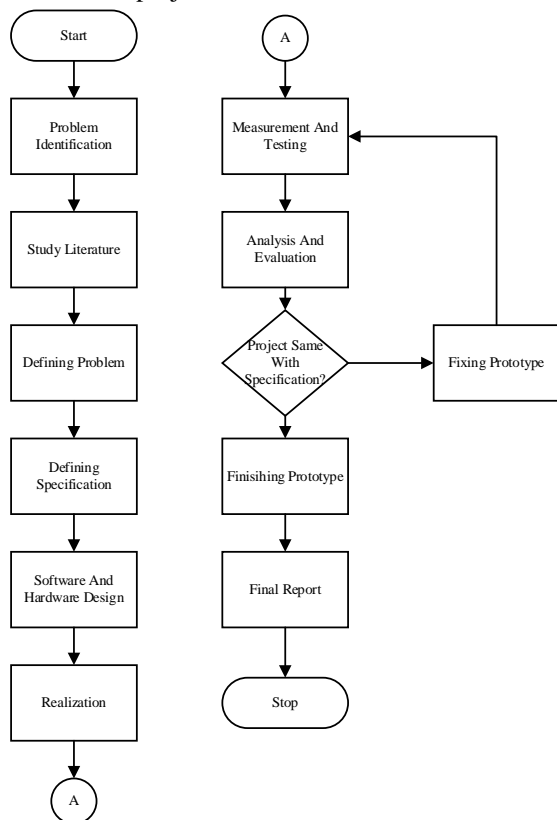 Start
Problem
Identification
Study Literature
Defining Problem
Defining
Specification
Software And
Hardware Design
Realization
A
A
Measurement And
Testing
Analysis And
Evaluation
Project Same
With
Specification?
Fixing Prototype
Finisihing Prototype
Final Report
Stop